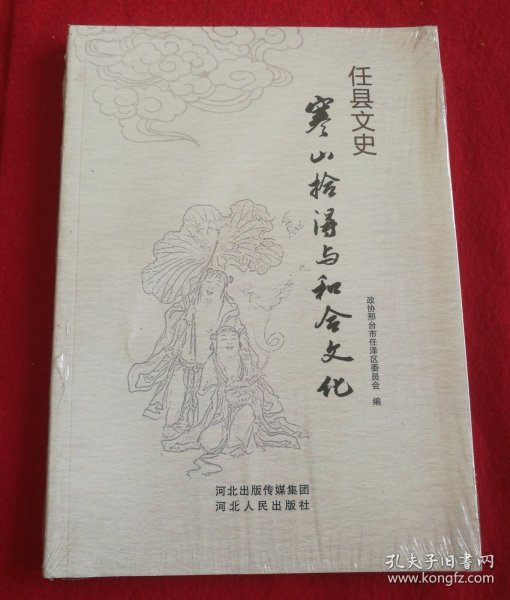 任县文史
寒山拾得与和合文化
政协邢台市任泽区委员会 编
河北出版传媒集团
河北人民出版社
孔夫子旧书网
www.kongfz.com